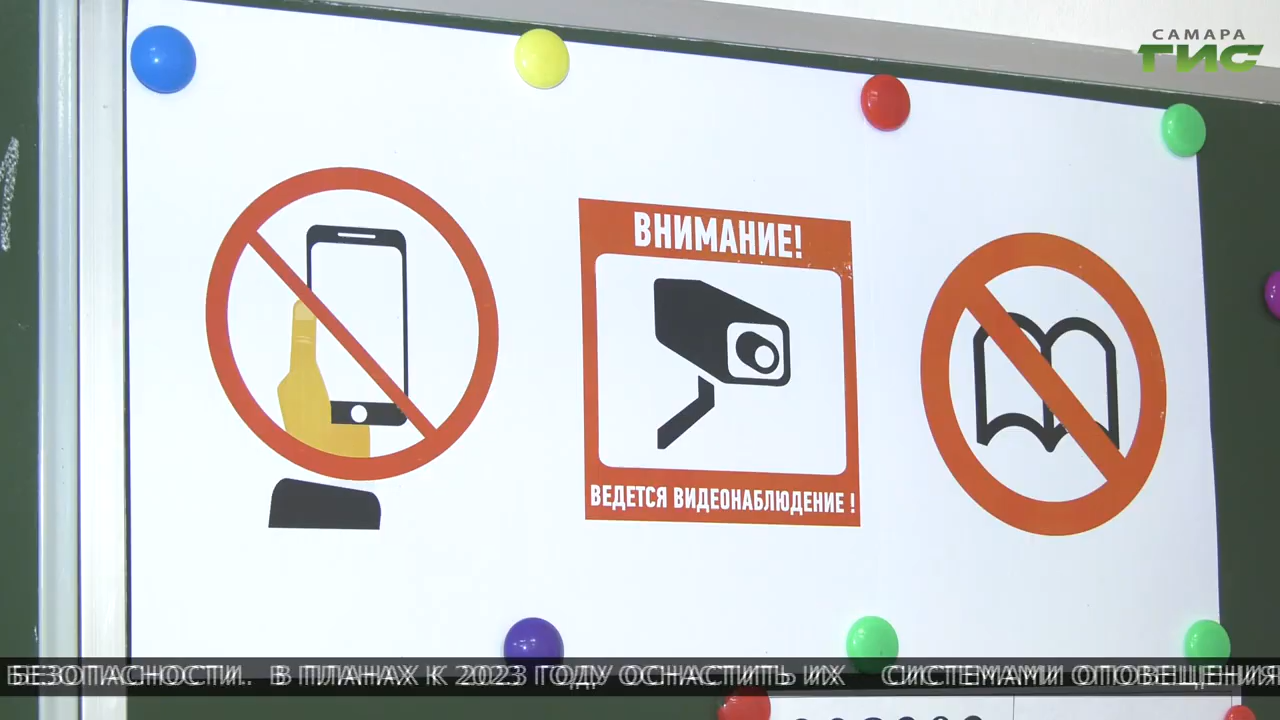 САМАРА
ГИС
ВНИМАНИЕ!
ВЕДЕТСЯ ВИДЕОНАБЛЮДЕНИЕ !
БЕЗОПАСНОСТИ. В ПЛАНАХ К 2023 ГОДУ ОСНАСТИТЬ ИХ СИСТЕМАМИ ОПОВЕЩЕНИЯ